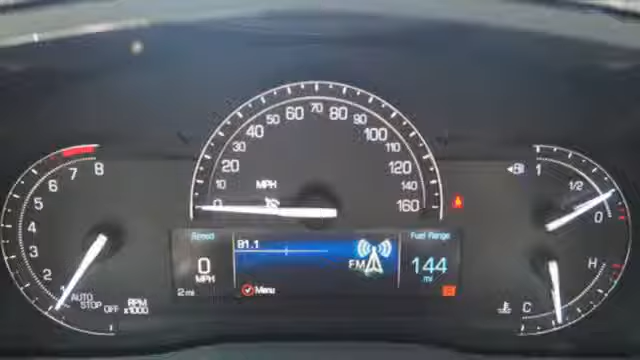 8
7
6
5
4
3
2
1
AUTO
STOP
OFF
RPM
x1000
0
10
20
30
40
50
60
70
80
90
100
110
120
140
160
MPH
Speed
0
MPH
2 mi
91.1
FM
Menu
Fuel Range
144
mi
1
1/2
0
H
C